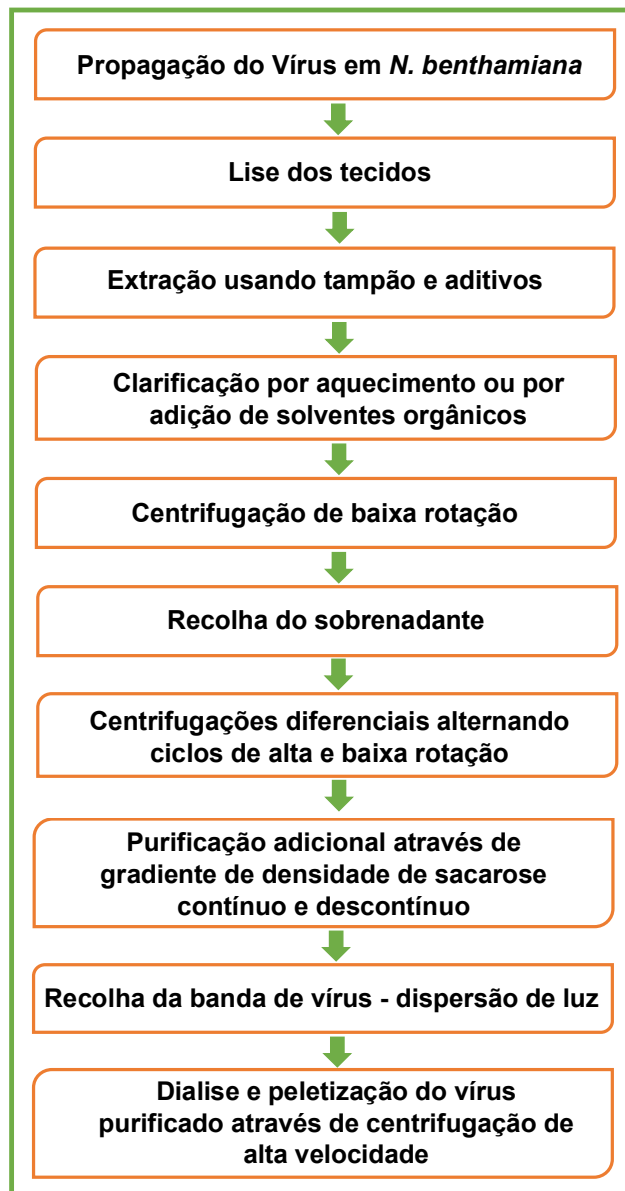 Propagação do Vírus em N. benthamiana
Lise dos tecidos
Extração usando tampão e aditivos
Clarificação por aquecimento ou por
adição de solventes orgânicos
Centrifugação de baixa rotação
Recolha do sobrenadante
Centrifugações diferenciais alternando
ciclos de alta e baixa rotação
Purificação adicional através de
gradiente de densidade de sacarose
contínuo e descontínuo
Recolha da banda de vírus - dispersão de luz
Dialise e peletização do vírus
purificado através de centrifugação de
alta velocidade